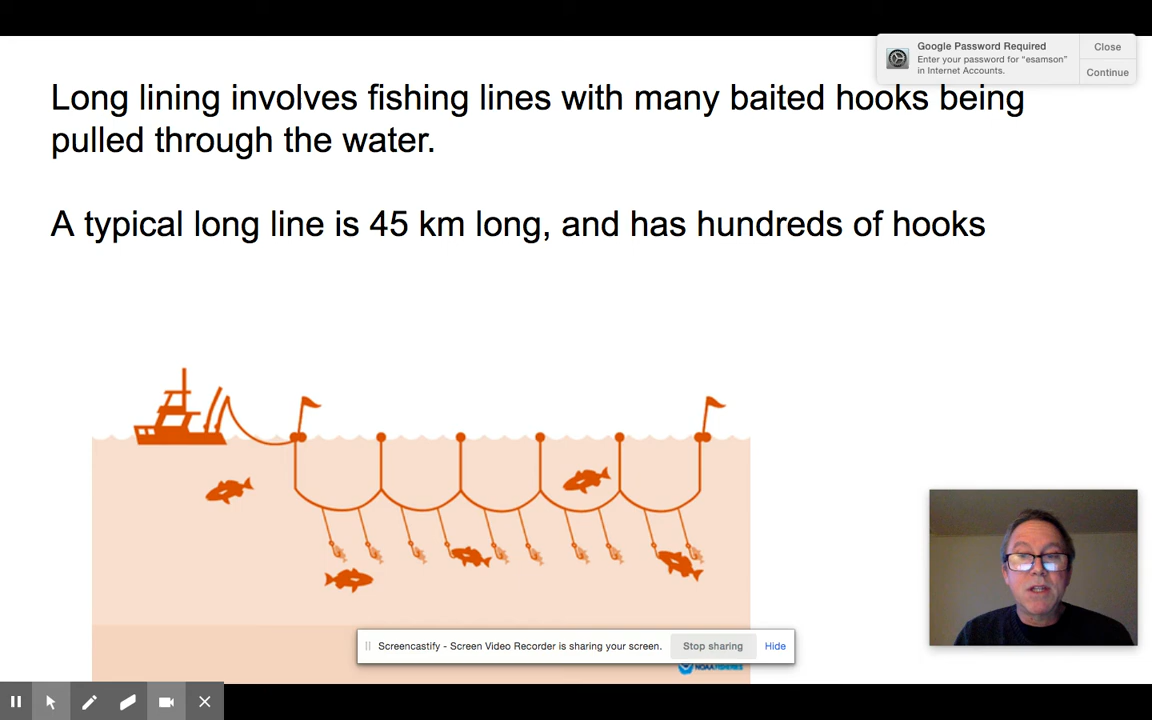 Google Password Required
Close
Enter your password for "esamson"
in Internet Accounts.
Continue
Long lining involves fishing lines with many baited hooks being
pulled through the water.
A typical long line is 45 km long, and has hundreds of hooks
Screencastify - Screen Video Recorder is sharing your screen.
Stop sharing
Hide
NOAA FISHERIES